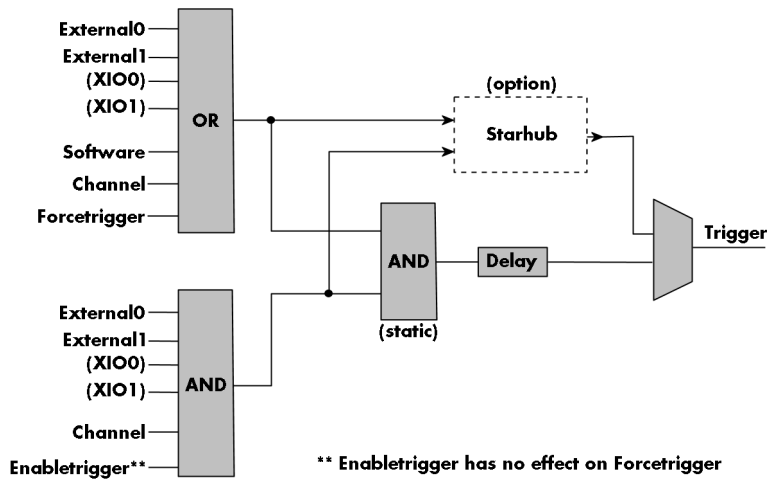 External0
External1
(XIO0)
(XIO1)
Software
Channel
Forcetrigger
OR
(option)
Starhub
AND
(static)
Delay
Trigger
External0
External1
(XIO0)
(XIO1)
Channel
Enabletrigger**
AND
** Enabletrigger has no effect on Forcetrigger